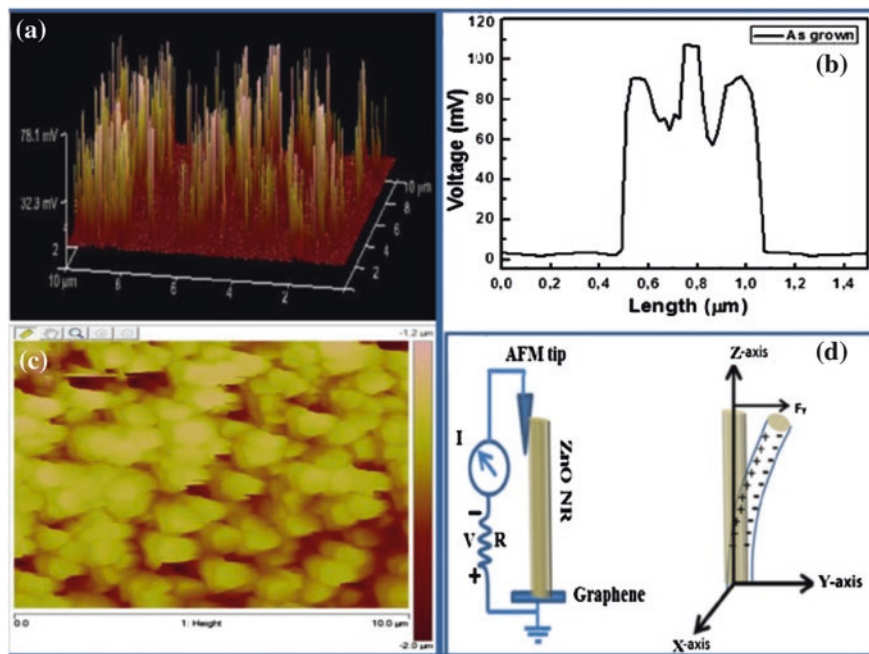 (a)
78.1 mV
32.3 mV
2
4
10 µm
8
6
4
2
2
4
6
8
10 µm
(b)
As grown
Voltage (mV)
120
100
80
60
40
20
0
0,0 0,2 0,4 0,6 0,8 1,0 1,2 1,4
Length (µm)
(c)
-1.2 µm
-2.0 µm
0.0 1: Height 10.0 µm
(d)
AFM tip
I
-
V R
+
ZnO NR
Graphene
Z-axis
Y-axis
X-axis